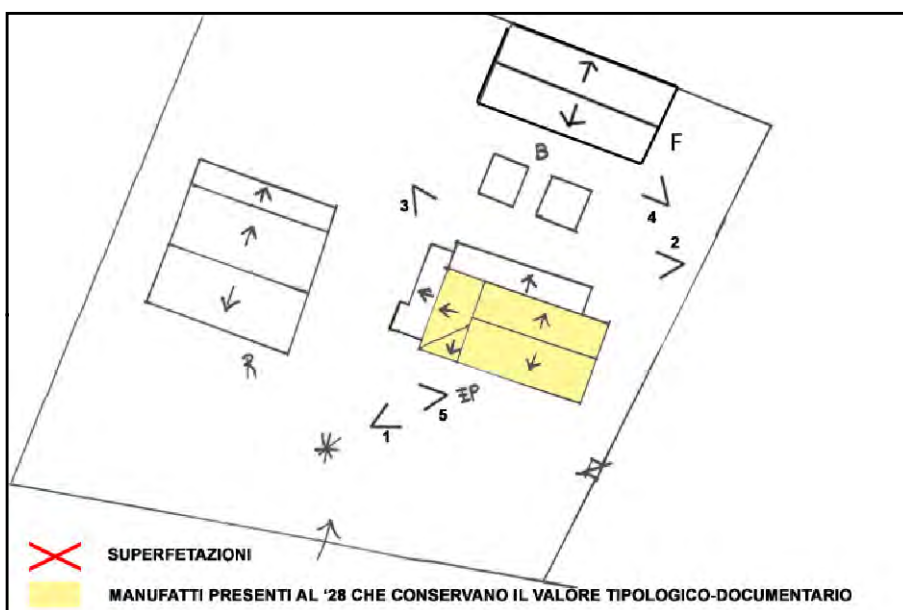 F
B
3
4
2
R
EP
5
1
SUPERFETAZIONI
MANUFATTI PRESENTI AL '28 CHE CONSERVANO IL VALORE TIPOLOGICO-DOCUMENTARIO